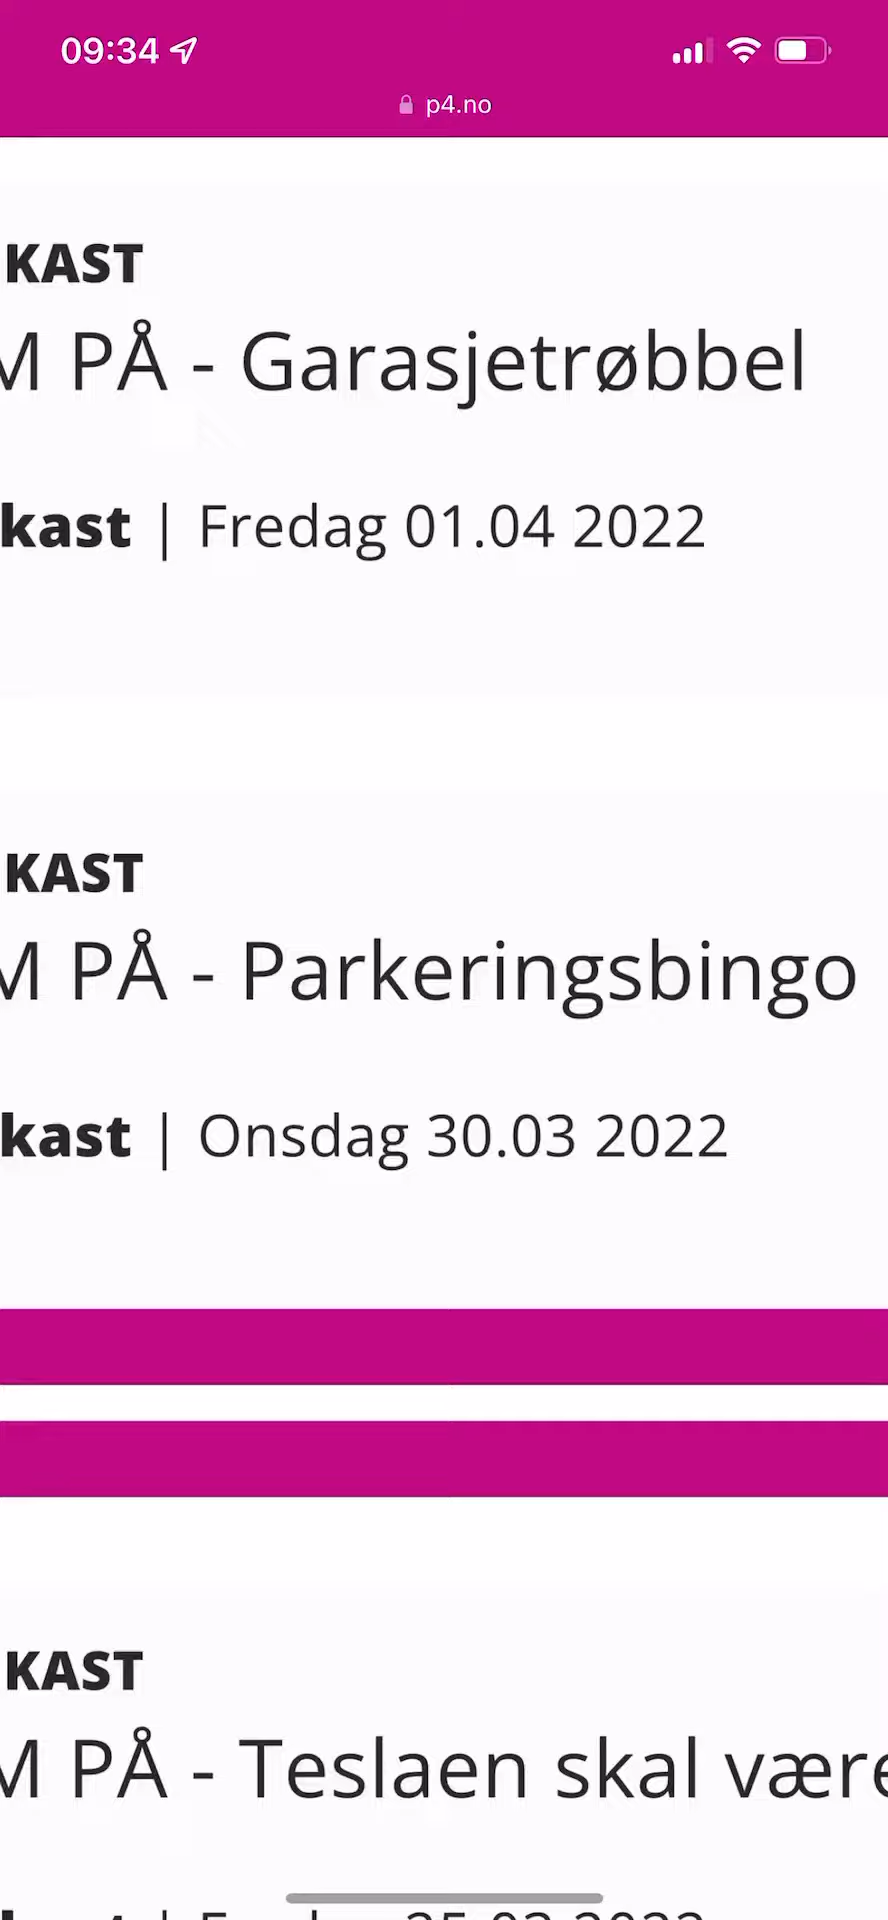 09:34
p4.no
KAST
M PÅ - Garasjetrøbbel
kast | Fredag 01.04 2022
KAST
M PÅ - Parkeringsbingo
kast | Onsdag 30.03 2022
KAST
M PÅ - Teslaen skal være